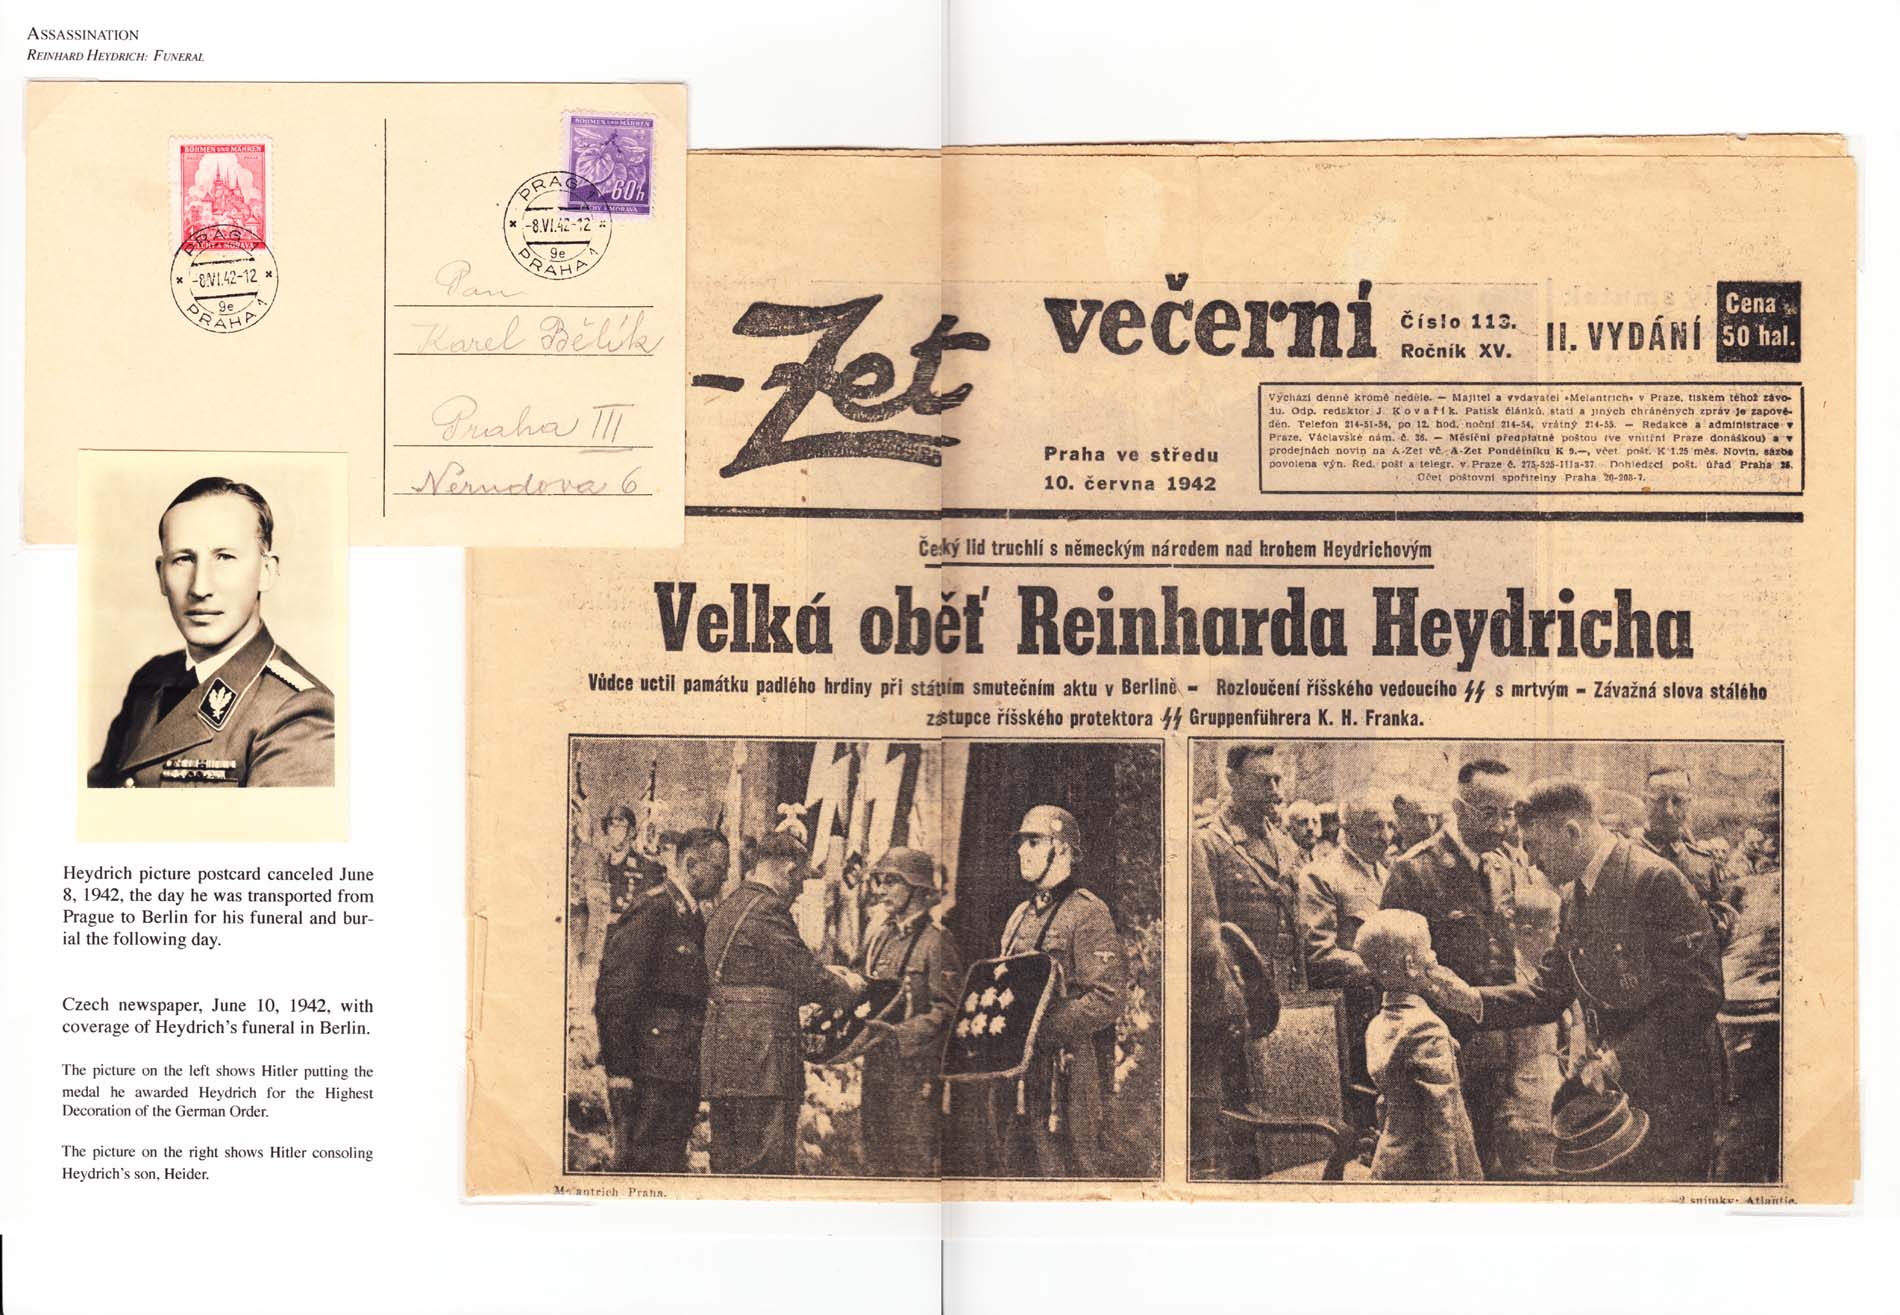 ASSASSINATION
REINHARD HEYDRICH: FUNERAL
BÖHMEN UND MÄHREN
BÖHMEN UND MÄHREN
60h
PRAG 1
-8.VI.42-12
9e
PRAHA 1
PRAG 1
-8.VI.42-12
9e
PRAHA 1
Pan
Karel Bělík
Praha III
Nerudova 6
-Zet večerní
Číslo 113.
Ročník XV.
II. VYDÁNÍ
Cena
50 hal.
Praha ve středu
10. června 1942
Vychází denně kromě neděle. — Majitel a vydavatel »Melantrich« v Praze, tiskem téhož závo-
du. Odp. redaktor J. Kovařík. Patisk článků, statí a jiných chráněných zpráv je zapově-
děn. Telefon 214-51-54, po 12. hod. noční 214-54, vrátný 214-55. — Redakce a administrace v
Praze, Václavské nám. č. 36. — Měsíční předplatné poštou (ve vnitřní Praze donáškou) a v
prodejnách novin na A-Zet vč. A-Zet Pondělníku K 9.—, včet. pošt. K 1.25 měs. Novin. sazba
povolena výn. Řed. pošt a telegr. v Praze č. 275-525-IIIa-37. Dohlédací pošt. úřad Praha 25.
Účet poštovní spořitelny Praha 20-208-7.
Český lid truchlí s německým národem nad hrobem Heydrichovým
Velká oběť Reinharda Heydricha
Vůdce uctil památku padlého hrdiny při státním smutečním aktu v Berlině – Rozloučení říšského vedoucího SS s mrtvým – Závažná slova stálého
zástupce říšského protektora SS Gruppenführera K. H. Franka.
Melantrich Praha.
2 snímky: Atlantic.
Heydrich picture postcard canceled June
8, 1942, the day he was transported from
Prague to Berlin for his funeral and bur-
ial the following day.
Czech newspaper, June 10, 1942, with
coverage of Heydrich's funeral in Berlin.
The picture on the left shows Hitler putting the
medal he awarded Heydrich for the Highest
Decoration of the German Order.
The picture on the right shows Hitler consoling
Heydrich's son, Heider.